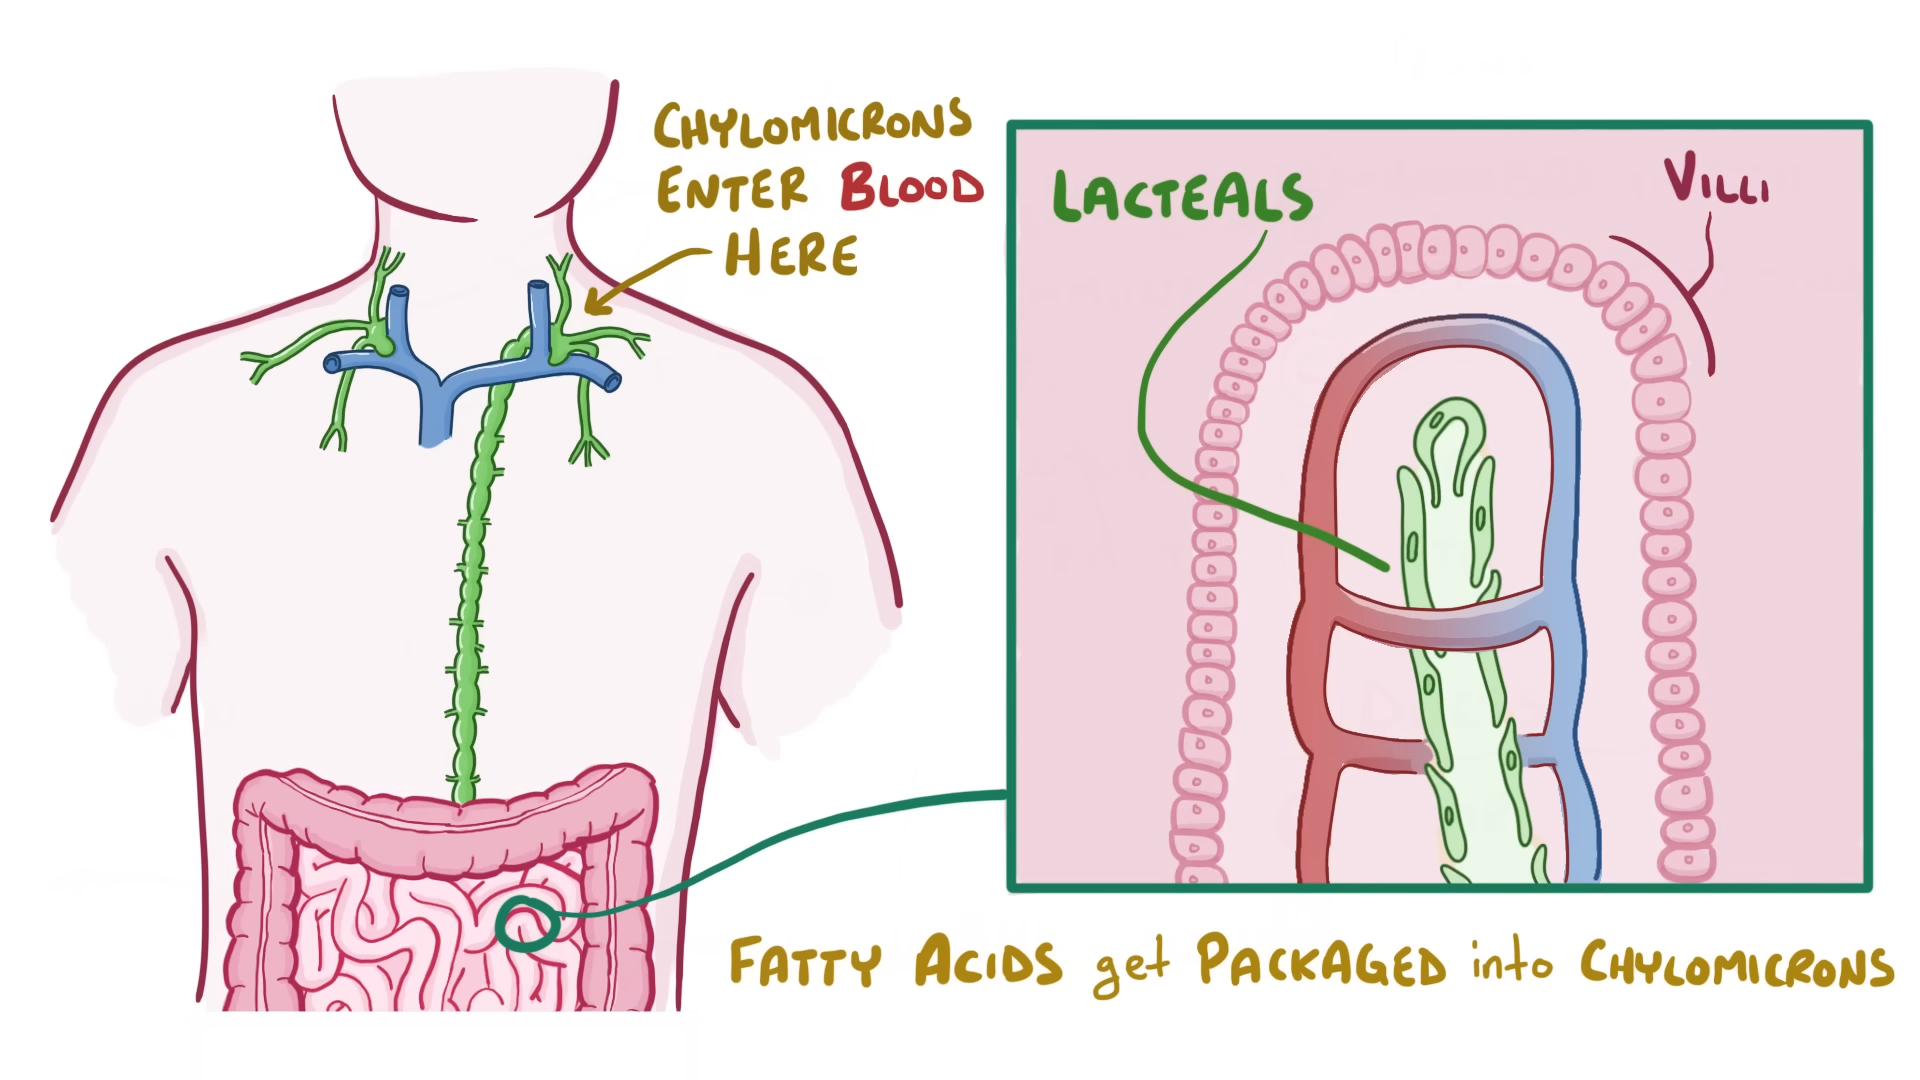 CHYLOMICRONS
ENTER BLOOD
HERE
LACTEALS
VILLI
FATTY ACIDS get PACKAGED into CHYLOMICRONS